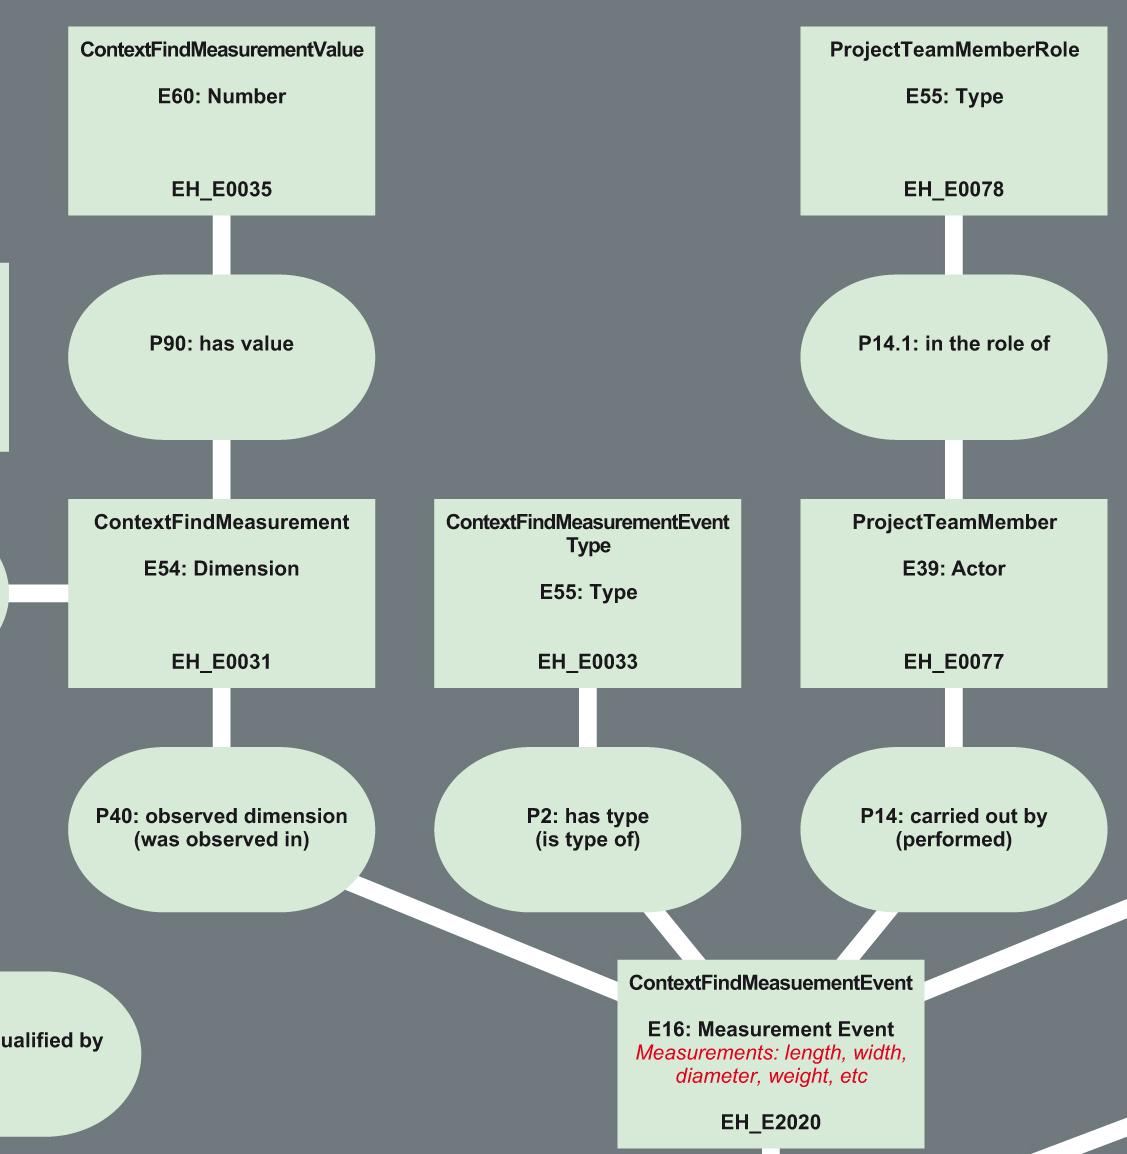 ContextFindMeasurementValue
E60: Number
EH_E0035
ProjectTeamMemberRole
E55: Type
EH_E0078
P90: has value
P14.1: in the role of
ContextFindMeasurement
E54: Dimension
EH_E0031
ContextFindMeasurementEvent
Type
E55: Type
EH_E0033
ProjectTeamMember
E39: Actor
EH_E0077
P40: observed dimension
(was observed in)
P2: has type
(is type of)
P14: carried out by
(performed)
ualified by
ContextFindMeasuementEvent
E16: Measurement Event
Measurements: length, width,
diameter, weight, etc
EH_E2020